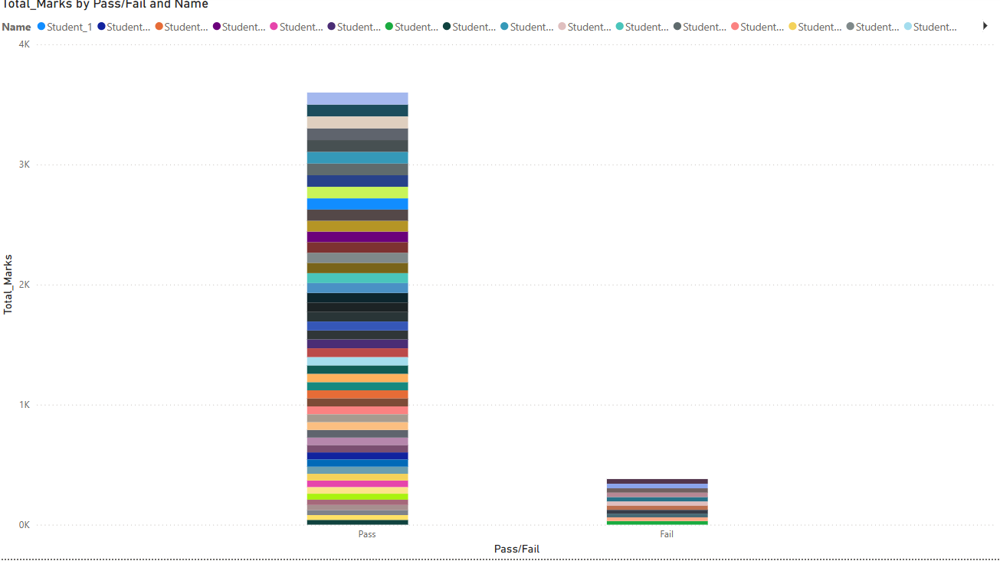 Total_Marks by Pass/Fail and Name
Name Student_1 Student... Student... Student... Student... Student... Student... Student... Student... Student... Student... Student... Student... Student... Student... Student...
4K
3K
2K
1K
0K
Total_Marks
Pass Fail
Pass/Fail